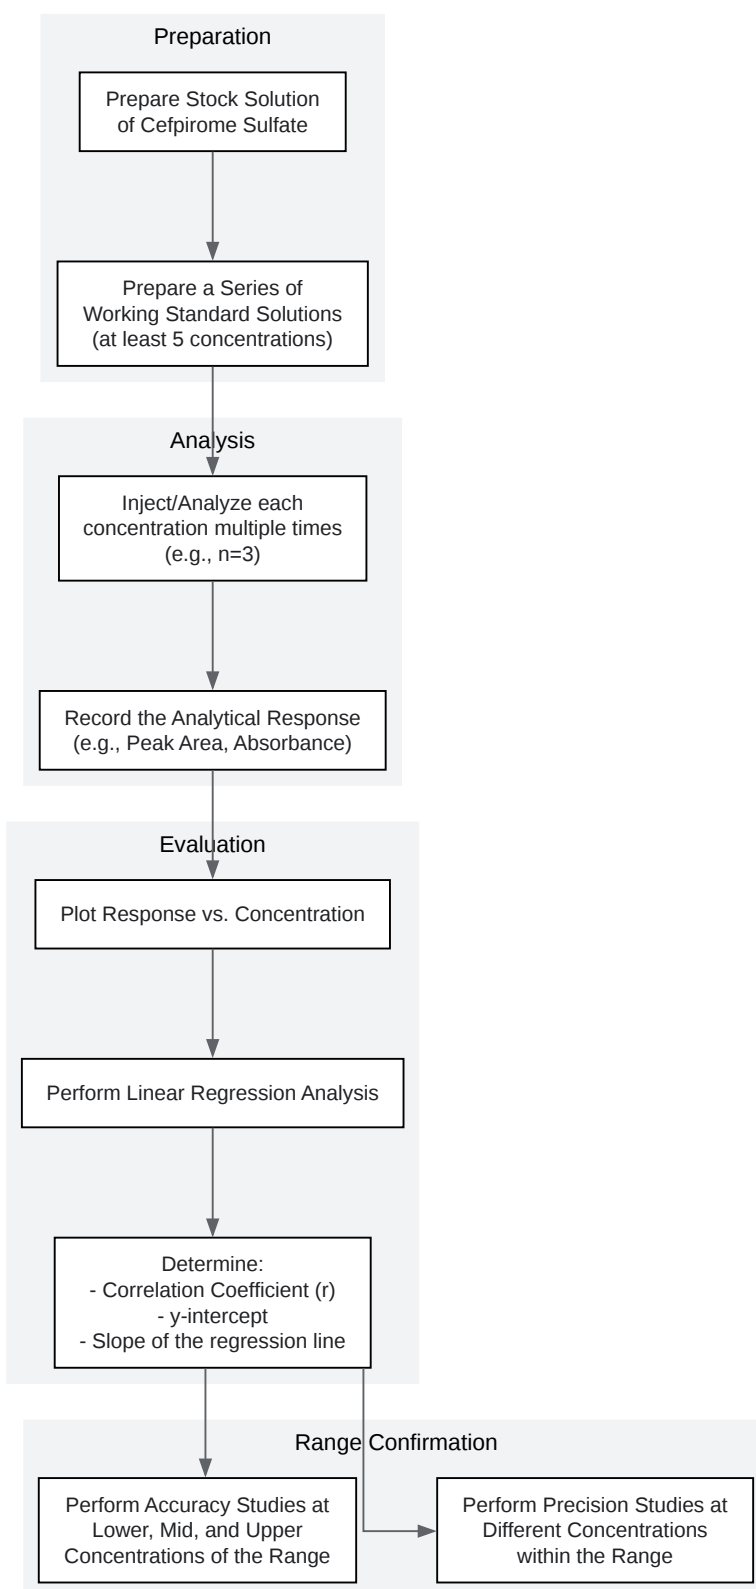 Preparation
Prepare Stock Solution
of Cefpirome Sulfate
Prepare a Series of
Working Standard Solutions
(at least 5 concentrations)
Analysis
Inject/Analyze each
concentration multiple times
(e.g., n=3)
Record the Analytical Response
(e.g., Peak Area, Absorbance)
Evaluation
Plot Response vs. Concentration
Perform Linear Regression Analysis
Determine:
- Correlation Coefficient (r)
- y-intercept
- Slope of the regression line
Range Confirmation
Perform Accuracy Studies at
Lower, Mid, and Upper
Concentrations of the Range
Perform Precision Studies at
Different Concentrations
within the Range